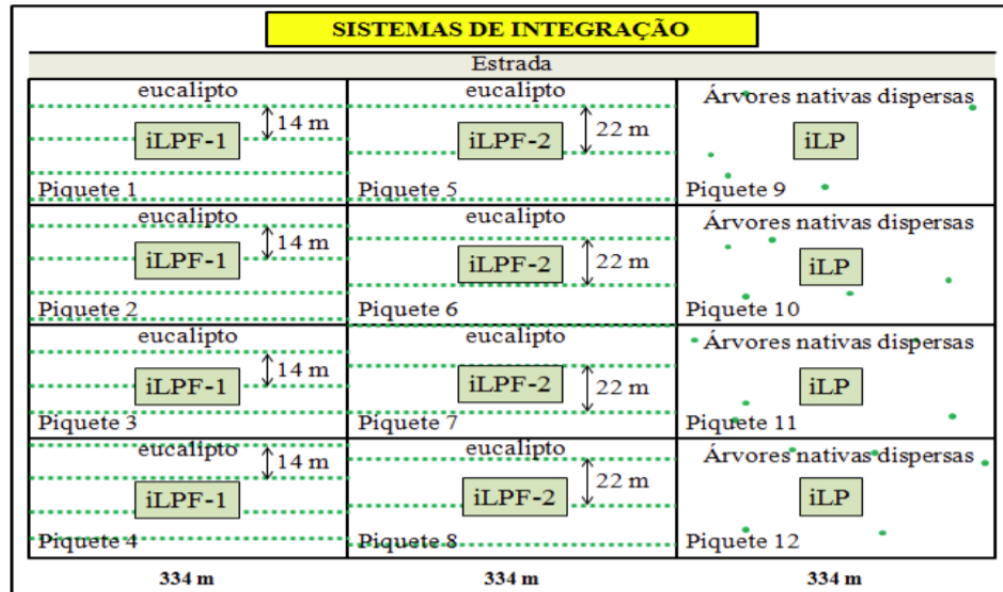 SISTEMAS DE INTEGRAÇÃO
Estrada
eucalipto
14 m
iLPF-1
Piquete 1
eucalipto
22 m
iLPF-2
Piquete 5
Árvores nativas dispersas
iLP
Piquete 9
eucalipto
14 m
iLPF-1
Piquete 2
eucalipto
22 m
iLPF-2
Piquete 6
Árvores nativas dispersas
iLP
Piquete 10
eucalipto
14 m
iLPF-1
Piquete 3
eucalipto
22 m
iLPF-2
Piquete 7
Árvores nativas dispersas
iLP
Piquete 11
eucalipto
14 m
iLPF-1
Piquete 4
eucalipto
22 m
iLPF-2
Piquete 8
Árvores nativas dispersas
iLP
Piquete 12
334 m
334 m
334 m